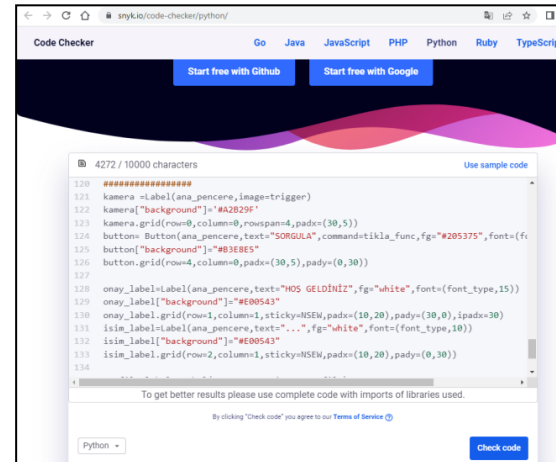 snyk.io/code-checker/python/
Code Checker Go Java JavaScript PHP Python Ruby TypeScrip
Start free with Github Start free with Google
4272 / 10000 characters Use sample code
120 #################
121 kamera =Label(ana_pencere,image=trigger)
122 kamera["background"]='#A2B29F'
123 kamera.grid(row=0,column=0,rowspan=4,padx=(30,5))
124 button= Button(ana_pencere,text="SORGULA",command=tikla_func,fg="#205375",font=(fo
125 button["background"]="#B3E8E5"
126 button.grid(row=4,column=0,padx=(30,5),pady=(0,30))
127
128 onay_label=Label(ana_pencere,text="HOŞ GELDİNİZ",fg="white",font=(font_type,15))
129 onay_label["background"]="#E00543"
130 onay_label.grid(row=1,column=1,sticky=NSEW,padx=(10,20),pady=(30,0),ipadx=30)
131 isim_label=Label(ana_pencere,text="...",fg="white",font=(font_type,10))
132 isim_label["background"]="#E00543"
133 isim_label.grid(row=2,column=1,sticky=NSEW,padx=(10,20),pady=(0,30))
134
To get better results please use complete code with imports of libraries used.
By clicking "Check code" you agree to our Terms of Service
Python Check code